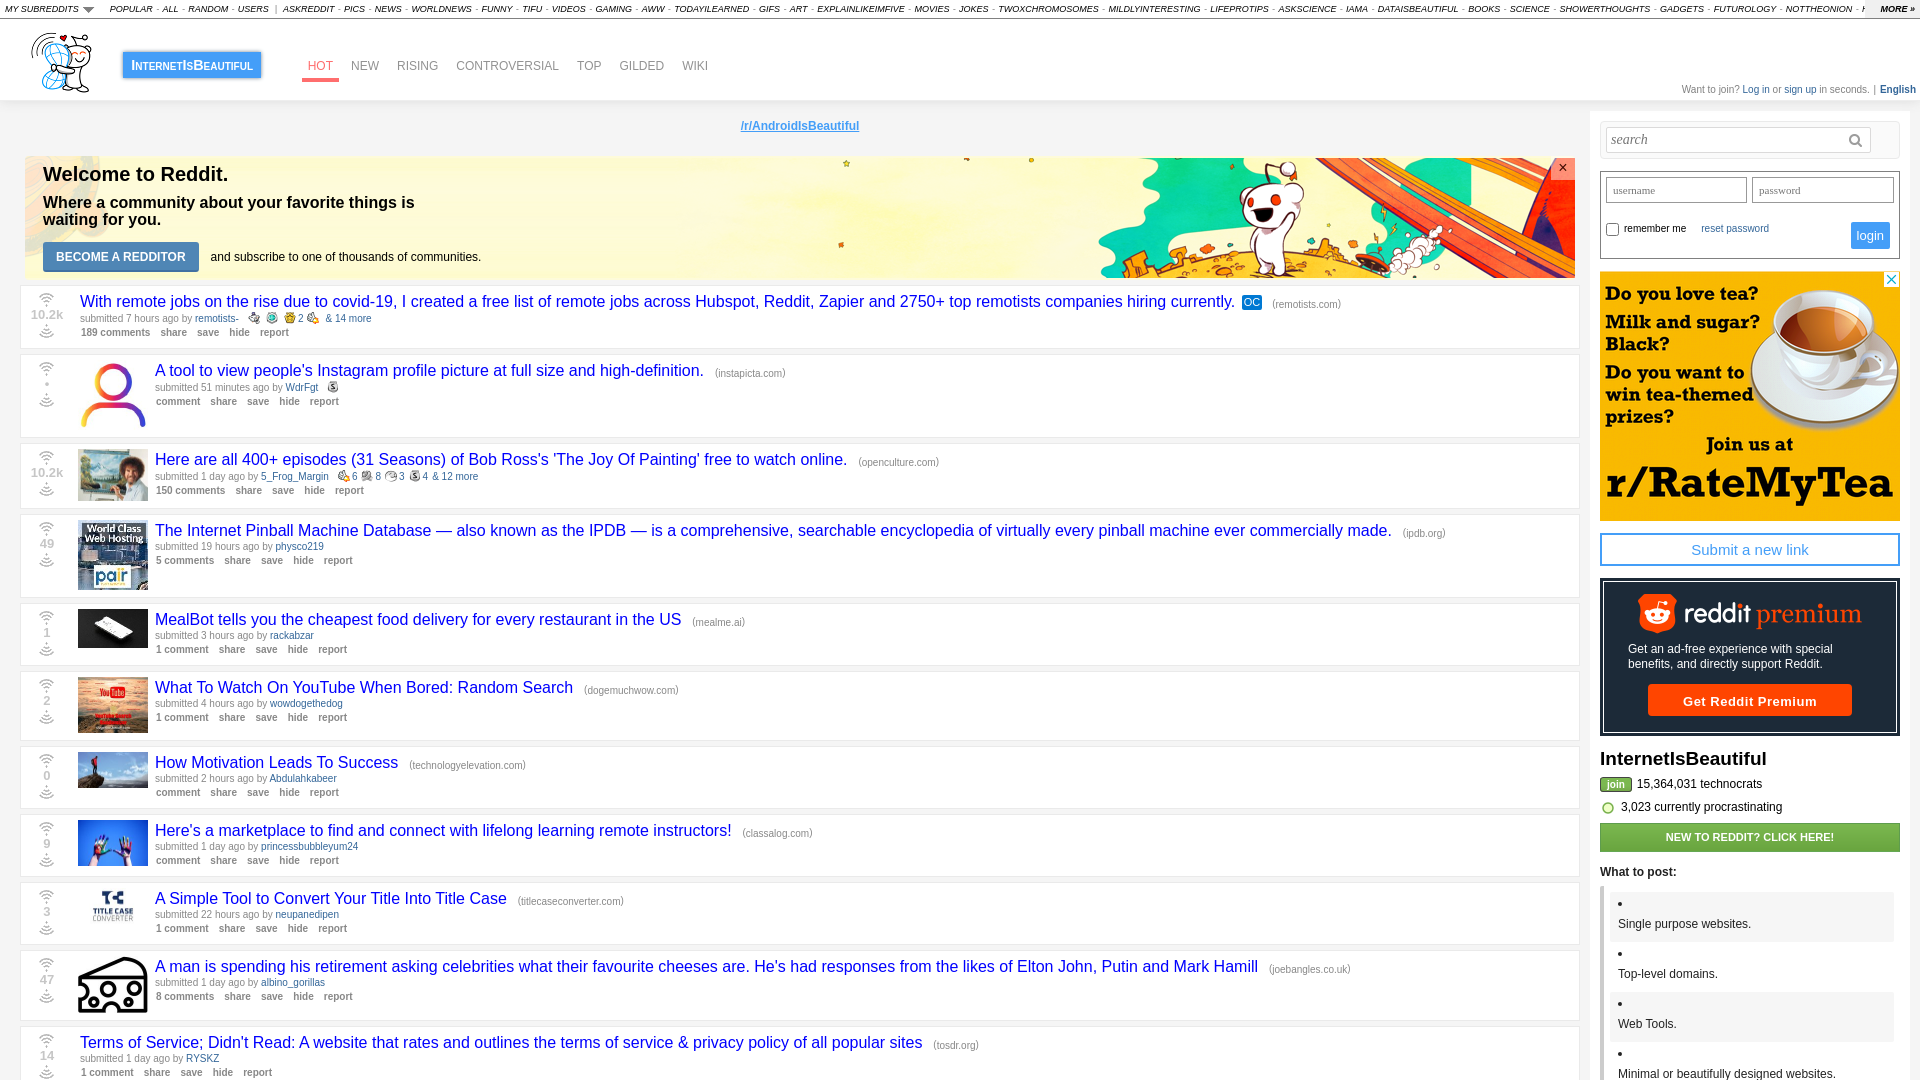 MY SUBREDDITS POPULAR - ALL - RANDOM - USERS | ASKREDDIT - PICS - NEWS - WORLDNEWS - FUNNY - TIFU - VIDEOS - GAMING - AWW - TODAYILEARNED - GIFS - ART - EXPLAINLIKEIMFIVE - MOVIES - JOKES - TWOXCHROMOSOMES - MILDLYINTERESTING - LIFEPROTIPS - ASKSCIENCE - IAMA - DATAISBEAUTIFUL - BOOKS - SCIENCE - SHOWERTHOUGHTS - GADGETS - FUTUROLOGY - NOTTHEONION - MORE »
InternetIsBeautiful HOT NEW RISING CONTROVERSIAL TOP GILDED WIKI
Want to join? Log in or sign up in seconds. | English
/r/AndroidIsBeautiful
Welcome to Reddit.
Where a community about your favorite things is
waiting for you.
BECOME A REDDITOR and subscribe to one of thousands of communities.
×
10.2k
With remote jobs on the rise due to covid-19, I created a free list of remote jobs across Hubspot, Reddit, Zapier and 2750+ top remotists companies hiring currently. OC (remotists.com)
submitted 7 hours ago by remotists- 2 & 14 more
189 comments share save hide report
•
A tool to view people's Instagram profile picture at full size and high-definition. (instapicta.com)
submitted 51 minutes ago by WdrFgt
comment share save hide report
10.2k
Here are all 400+ episodes (31 Seasons) of Bob Ross's 'The Joy Of Painting' free to watch online. (openculture.com)
submitted 1 day ago by 5_Frog_Margin 6 8 3 4 & 12 more
150 comments share save hide report
49
World Class
Web Hosting
pair
The Internet Pinball Machine Database — also known as the IPDB — is a comprehensive, searchable encyclopedia of virtually every pinball machine ever commercially made. (ipdb.org)
submitted 19 hours ago by physco219
5 comments share save hide report
1
MealBot tells you the cheapest food delivery for every restaurant in the US (mealme.ai)
submitted 3 hours ago by rackabzar
1 comment share save hide report
2
YouTube
What To Watch On YouTube When Bored: Random Search (dogemuchwow.com)
submitted 4 hours ago by wowdogethedog
1 comment share save hide report
0
How Motivation Leads To Success (technologyelevation.com)
submitted 2 hours ago by Abdulahkabeer
comment share save hide report
9
Here's a marketplace to find and connect with lifelong learning remote instructors! (classalog.com)
submitted 1 day ago by princessbubbleyum24
comment share save hide report
3
TITLE CASE
CONVERTER
A Simple Tool to Convert Your Title Into Title Case (titlecaseconverter.com)
submitted 22 hours ago by neupanedipen
1 comment share save hide report
47
A man is spending his retirement asking celebrities what their favourite cheeses are. He's had responses from the likes of Elton John, Putin and Mark Hamill (joebangles.co.uk)
submitted 1 day ago by albino_gorillas
8 comments share save hide report
14
Terms of Service; Didn't Read: A website that rates and outlines the terms of service & privacy policy of all popular sites (tosdr.org)
submitted 1 day ago by RYSKZ
1 comment share save hide report
search
username password
remember me reset password login
Do you love tea?
Milk and sugar?
Black?
Do you want to
win tea-themed
prizes?
Join us at
r/RateMyTea
Submit a new link
reddit premium
Get an ad-free experience with special
benefits, and directly support Reddit.
Get Reddit Premium
InternetIsBeautiful
join 15,364,031 technocrats
3,023 currently procrastinating
NEW TO REDDIT? CLICK HERE!
What to post:
•
Single purpose websites.
•
Top-level domains.
•
Web Tools.
•
Minimal or beautifully designed websites.